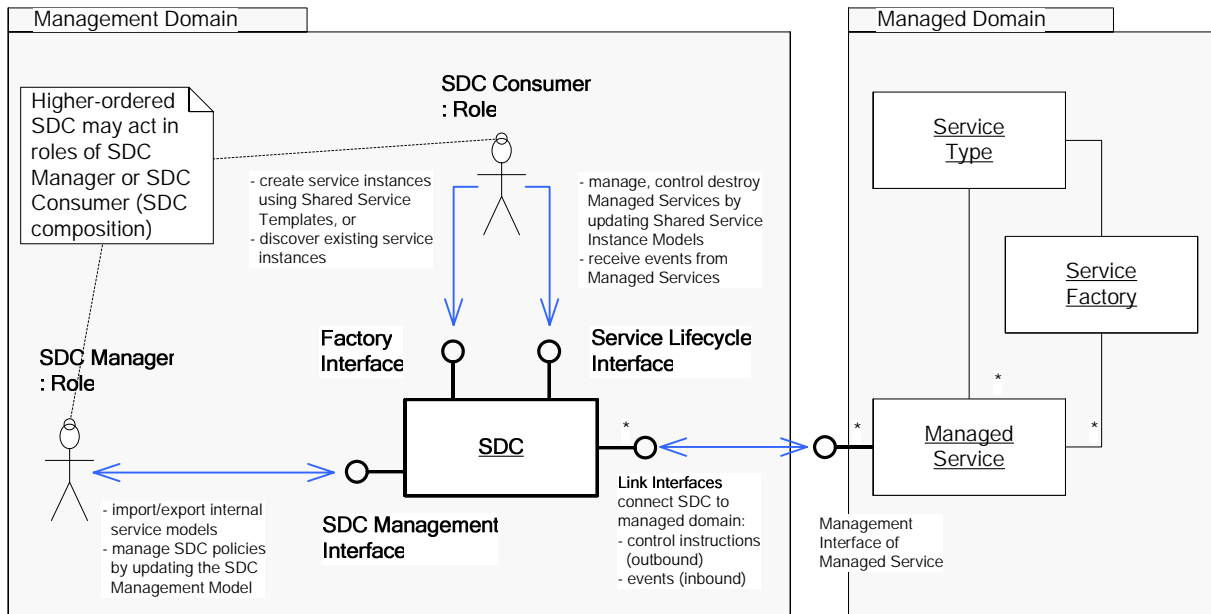 Management Domain
Managed Domain
Higher-ordered
SDC may act in
roles of SDC
Manager or SDC
Consumer (SDC
composition)
SDC Consumer
: Role
- create service instances
using Shared Service
Templates, or
- discover existing service
instances
- manage, control destroy
Managed Services by
updating Shared Service
Instance Models
- receive events from
Managed Services
Service
Type
Service
Factory
Factory
Interface
Service Lifecycle
Interface
SDC Manager
: Role
SDC
*
*
*
*
Managed
Service
- import/export internal
service models
- manage SDC policies
by updating the SDC
Management Model
SDC Management
Interface
Link Interfaces
connect SDC to
managed domain:
- control instructions
(outbound)
- events (inbound)
Management
Interface of
Managed Service